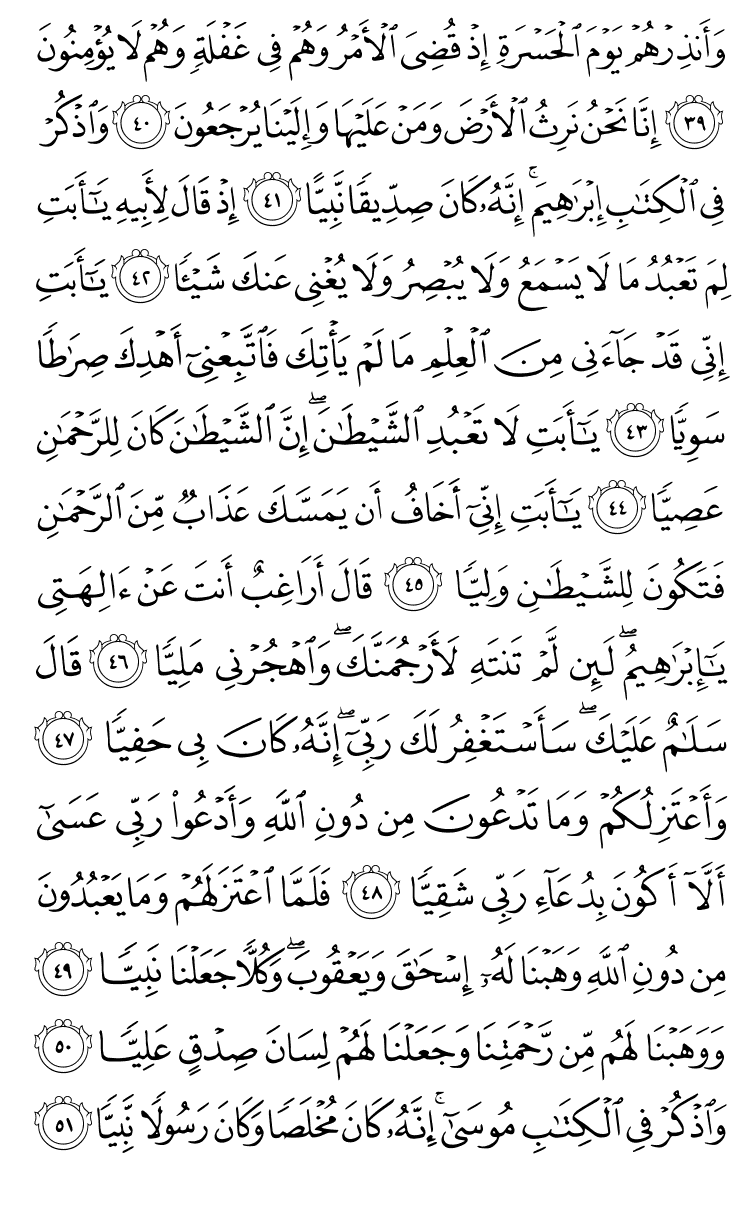 وَأَنذِرْهُمْ يَوْمَ ٱلْحَسْرَةِ إِذْ قُضِىَ ٱلْأَمْرُ وَهُمْ فِى غَفْلَةٍ وَهُمْ لَا يُؤْمِنُونَ
٣٩ إِنَّا نَحْنُ نَرِثُ ٱلْأَرْضَ وَمَنْ عَلَيْهَا وَإِلَيْنَا يُرْجَعُونَ ٤٠ وَٱذْكُرْ
فِى ٱلْكِتَٰبِ إِبْرَٰهِيمَ ۚ إِنَّهُۥ كَانَ صِدِّيقًا نَّبِيًّا ٤١ إِذْ قَالَ لِأَبِيهِ يَٰٓأَبَتِ
لِمَ تَعْبُدُ مَا لَا يَسْمَعُ وَلَا يُبْصِرُ وَلَا يُغْنِى عَنكَ شَيْـًٔا ٤٢ يَٰٓأَبَتِ
إِنِّى قَدْ جَآءَنِى مِنَ ٱلْعِلْمِ مَا لَمْ يَأْتِكَ فَٱتَّبِعْنِىٓ أَهْدِكَ صِرَٰطًا
سَوِيًّا ٤٣ يَٰٓأَبَتِ لَا تَعْبُدِ ٱلشَّيْطَٰنَ ۖ إِنَّ ٱلشَّيْطَٰنَ كَانَ لِلرَّحْمَٰنِ
عَصِيًّا ٤٤ يَٰٓأَبَتِ إِنِّىٓ أَخَافُ أَن يَمَسَّكَ عَذَابٌ مِّنَ ٱلرَّحْمَٰنِ
فَتَكُونَ لِلشَّيْطَٰنِ وَلِيًّا ٤٥ قَالَ أَرَاغِبٌ أَنتَ عَنْ ءَالِهَتِى
يَٰٓإِبْرَٰهِيمُ ۖ لَئِن لَّمْ تَنتَهِ لَأَرْجُمَنَّكَ ۖ وَٱهْجُرْنِى مَلِيًّا ٤٦ قَالَ
سَلَٰمٌ عَلَيْكَ ۖ سَأَسْتَغْفِرُ لَكَ رَبِّىٓ ۖ إِنَّهُۥ كَانَ بِى حَفِيًّا ٤٧
وَأَعْتَزِلُكُمْ وَمَا تَدْعُونَ مِن دُونِ ٱللَّهِ وَأَدْعُوا۟ رَبِّى عَسَىٰٓ
أَلَّآ أَكُونَ بِدُعَآءِ رَبِّى شَقِيًّا ٤٨ فَلَمَّا ٱعْتَزَلَهُمْ وَمَا يَعْبُدُونَ
مِن دُونِ ٱللَّهِ وَهَبْنَا لَهُۥٓ إِسْحَٰقَ وَيَعْقُوبَ ۖ وَكُلًّا جَعَلْنَا نَبِيًّا ٤٩
وَوَهَبْنَا لَهُم مِّن رَّحْمَتِنَا وَجَعَلْنَا لَهُمْ لِسَانَ صِدْقٍ عَلِيًّا ٥٠
وَٱذْكُرْ فِى ٱلْكِتَٰبِ مُوسَىٰٓ ۚ إِنَّهُۥ كَانَ مُخْلَصًا وَكَانَ رَسُولًا نَّبِيًّا ٥١